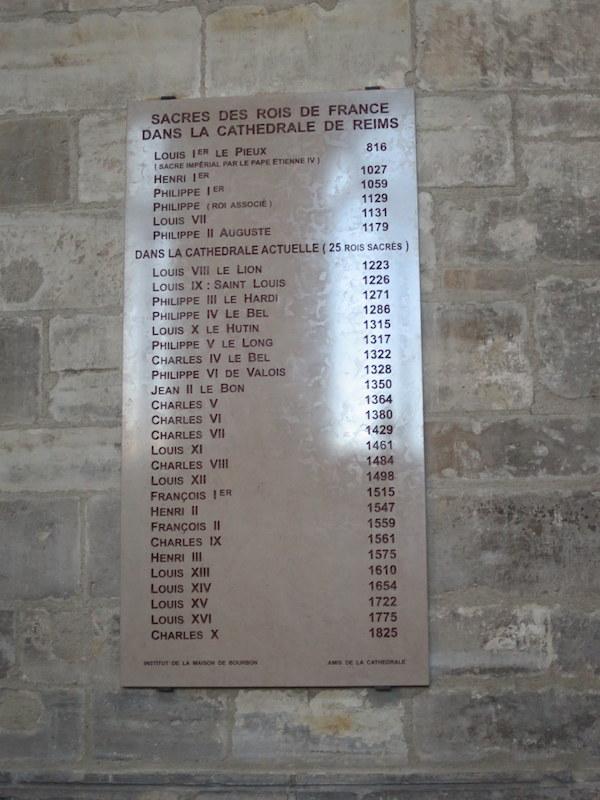 SACRES DES ROIS DE FRANCE
DANS LA CATHEDRALE DE REIMS
LOUIS IER LE PIEUX 816
(SACRE IMPÉRIAL PAR LE PAPE ETIENNE IV)
HENRI IER 1027
PHILIPPE IER 1059
PHILIPPE (ROI ASSOCIÉ) 1129
LOUIS VII 1131
PHILIPPE II AUGUSTE 1179
DANS LA CATHEDRALE ACTUELLE (25 ROIS SACRÉS)
LOUIS VIII LE LION 1223
LOUIS IX : SAINT LOUIS 1226
PHILIPPE III LE HARDI 1271
PHILIPPE IV LE BEL 1286
LOUIS X LE HUTIN 1315
PHILIPPE V LE LONG 1317
CHARLES IV LE BEL 1322
PHILIPPE VI DE VALOIS 1328
JEAN II LE BON 1350
CHARLES V 1364
CHARLES VI 1380
CHARLES VII 1429
LOUIS XI 1461
CHARLES VIII 1484
LOUIS XII 1498
FRANÇOIS IER 1515
HENRI II 1547
FRANÇOIS II 1559
CHARLES IX 1561
HENRI III 1575
LOUIS XIII 1610
LOUIS XIV 1654
LOUIS XV 1722
LOUIS XVI 1775
CHARLES X 1825
INSTITUT DE LA MAISON DE BOURBON AMIS DE LA CATHÉDRALE